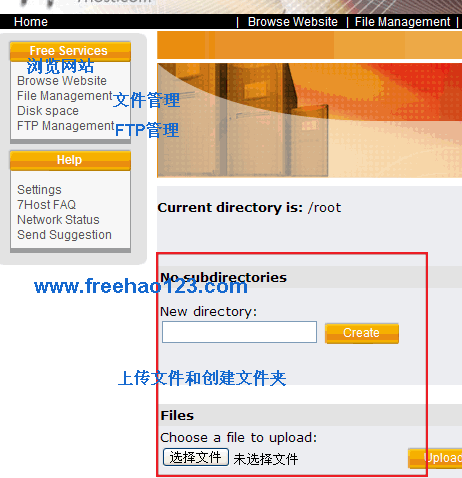 7host.com
Home | Browse Website | File Management |
Free Services
浏览网站
Browse Website
File Management 文件管理
Disk space
FTP Management FTP管理
Help
Settings
7Host FAQ
Network Status
Send Suggestion
Current directory is: /root
No subdirectories
www.freehao123.com
New directory:
Create
上传文件和创建文件夹
Files
Choose a file to upload:
选择文件 未选择文件
Upload